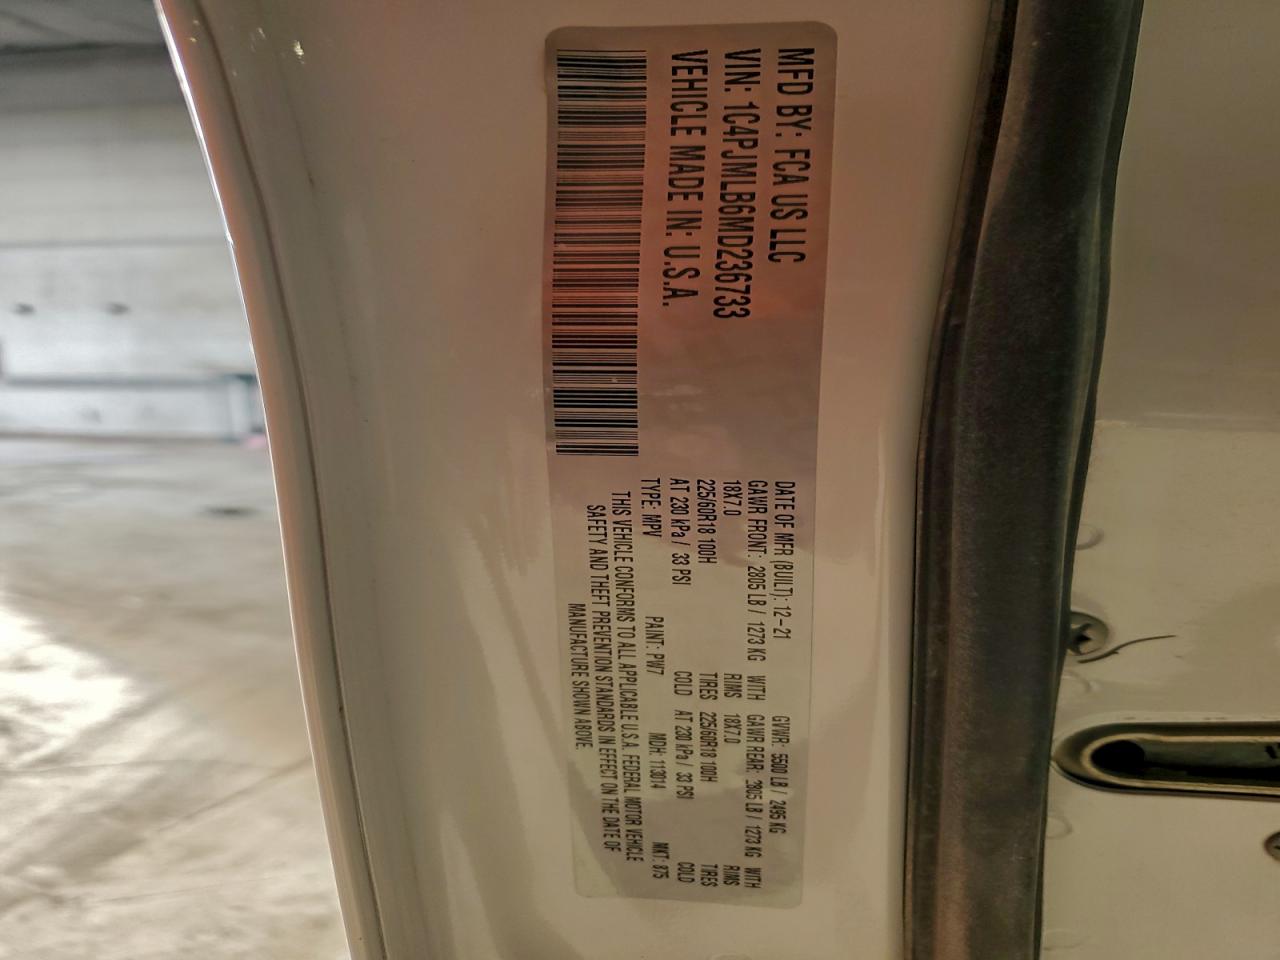 MFD BY: FCA US LLC
VIN: 1C4PJMLB6MD236733
VEHICLE MADE IN: U.S.A.
DATE OF MFR (BUILT): 12-21 GVWR: 5500 LB / 2495 KG
GAWR FRONT: 2805 LB / 1273 KG WITH GAWR REAR: 2805 LB / 1273 KG WITH
18X7.0 RIMS 18X7.0 RIMS
225/60R18 100H TIRES 225/60R18 100H TIRES
AT 230 kPa / 33 PSI COLD AT 230 kPa / 33 PSI COLD
TYPE: MPV PAINT: PW7 MDH: 113014 MKT: 875
THIS VEHICLE CONFORMS TO ALL APPLICABLE U.S.A. FEDERAL MOTOR VEHICLE
SAFETY AND THEFT PREVENTION STANDARDS IN EFFECT ON THE DATE OF
MANUFACTURE SHOWN ABOVE.